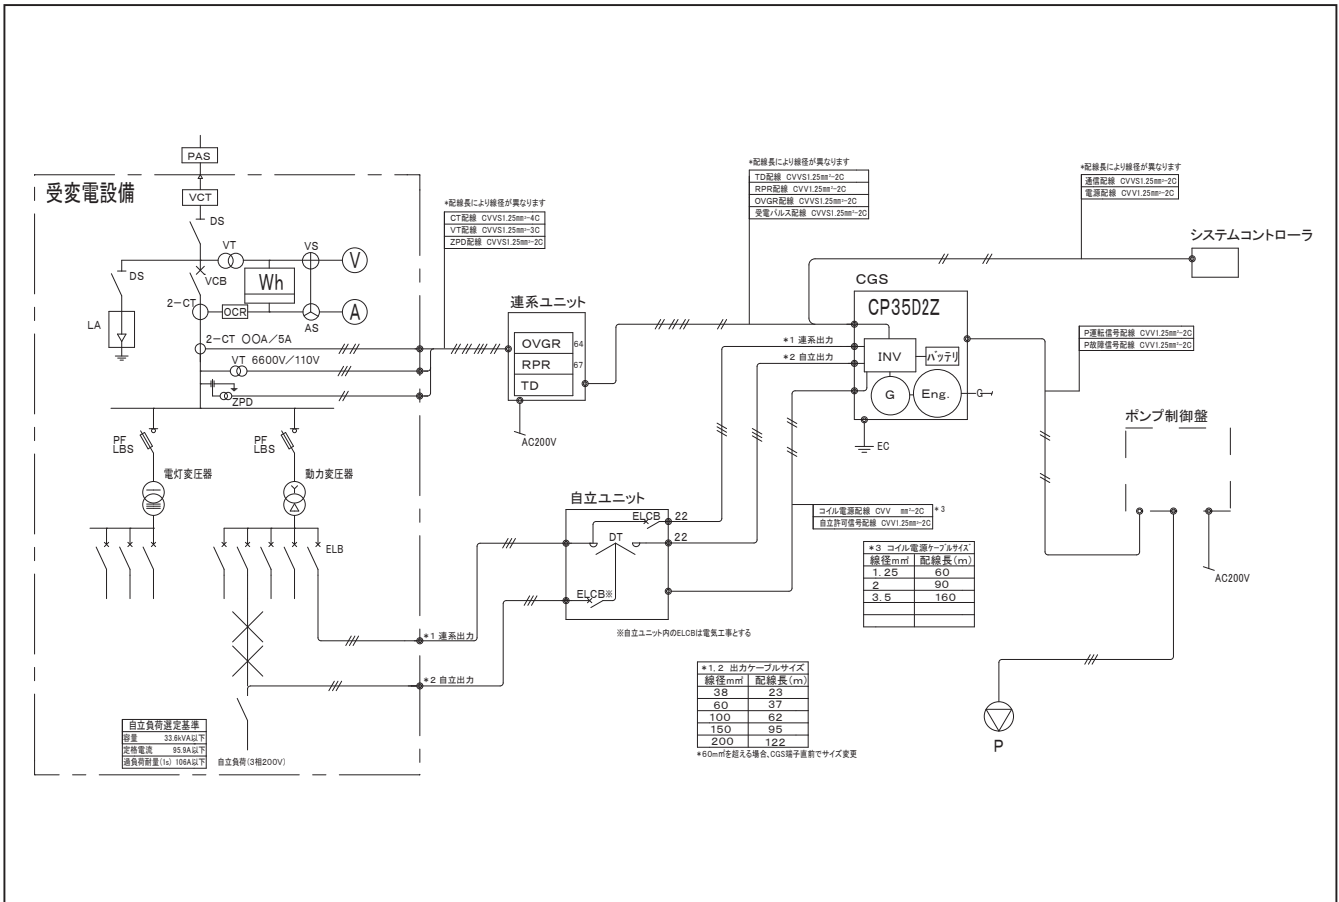 PAS
受変電設備
VCT
DS
VT
VS
V
DS
VCB
Wh
2-CT
OCR
A
AS
LA
2-CT ○○A/5A
VT 6600V/110V
ZPD
*配線長により線径が異なります
CT配線 CVVS1.25mm²-4C
VT配線 CVVS1.25mm²-3C
ZPD配線 CVVS1.25mm²-2C
連系ユニット
OVGR
64
RPR
67
TD
AC200V
*配線長により線径が異なります
TD配線 CVVS1.25mm²-2C
RPR配線 CVV1.25mm²-2C
OVGR配線 CVVS1.25mm²-2C
受電パルス配線 CVVS1.25mm²-2C
*配線長により線径が異なります
通信配線 CVVS1.25mm²-2C
電源配線 CVV1.25mm²-2C
システムコントローラ
CGS
CP35D2Z
*1 連系出力
*2 自立出力
INV
バッテリ
G
Eng.
G
EC
P運転信号配線 CVV1.25mm²-2C
P故障信号配線 CVV1.25mm²-2C
ポンプ制御盤
AC200V
P
PF
LBS
電灯変圧器
PF
LBS
動力変圧器
ELB
自立ユニット
ELCB
22
DT
22
ELCB※
※自立ユニット内のELCBは電気工事とする
コイル電源配線 CVV mm²-2C
*3
自立許可信号配線 CVV1.25mm²-2C
*3 コイル電源ケーブルサイズ
線径mm² 配線長(m)
1.25 60
2 90
3.5 160
*1 連系出力
*2 自立出力
*1,2 出力ケーブルサイズ
線径mm² 配線長(m)
38 23
60 37
100 62
150 95
200 122
*60mm²を超える場合、CGS端子直前でサイズ変更
自立負荷選定基準
容量 33.6kVA以下
定格電流 95.9A以下
過負荷耐量(1s) 106A以下
自立負荷(3相200V)